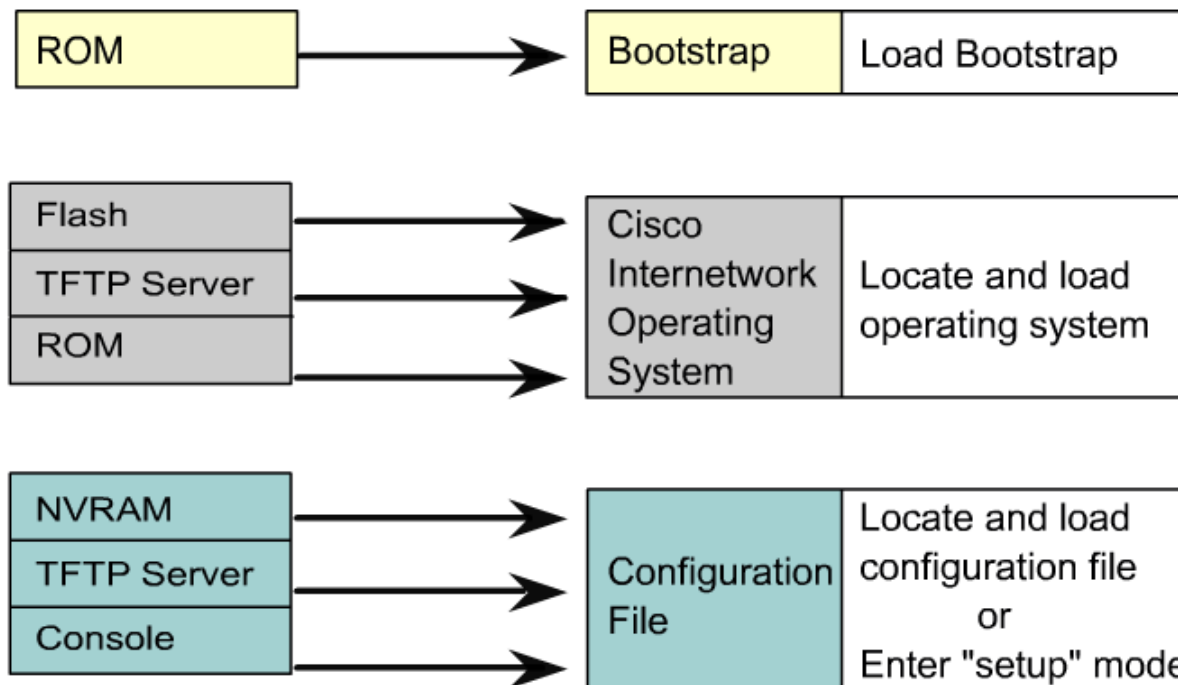 ROM
Bootstrap
Load Bootstrap
Flash
TFTP Server
ROM
Cisco
Internetwork
Operating
System
Locate and load
operating system
NVRAM
TFTP Server
Console
Configuration
File
Locate and load
configuration file
or
Enter "setup" mode